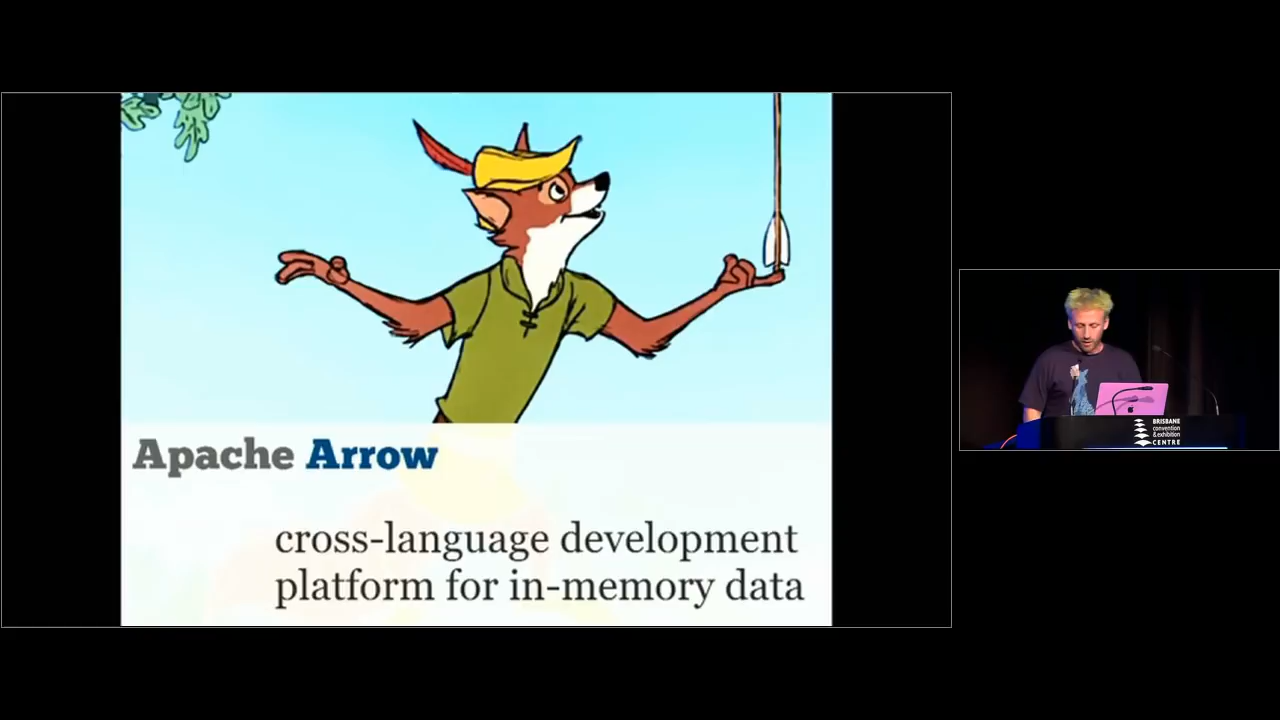 Apache Arrow
cross-language development
platform for in-memory data
BRISBANE
convention
& exhibition
CENTRE